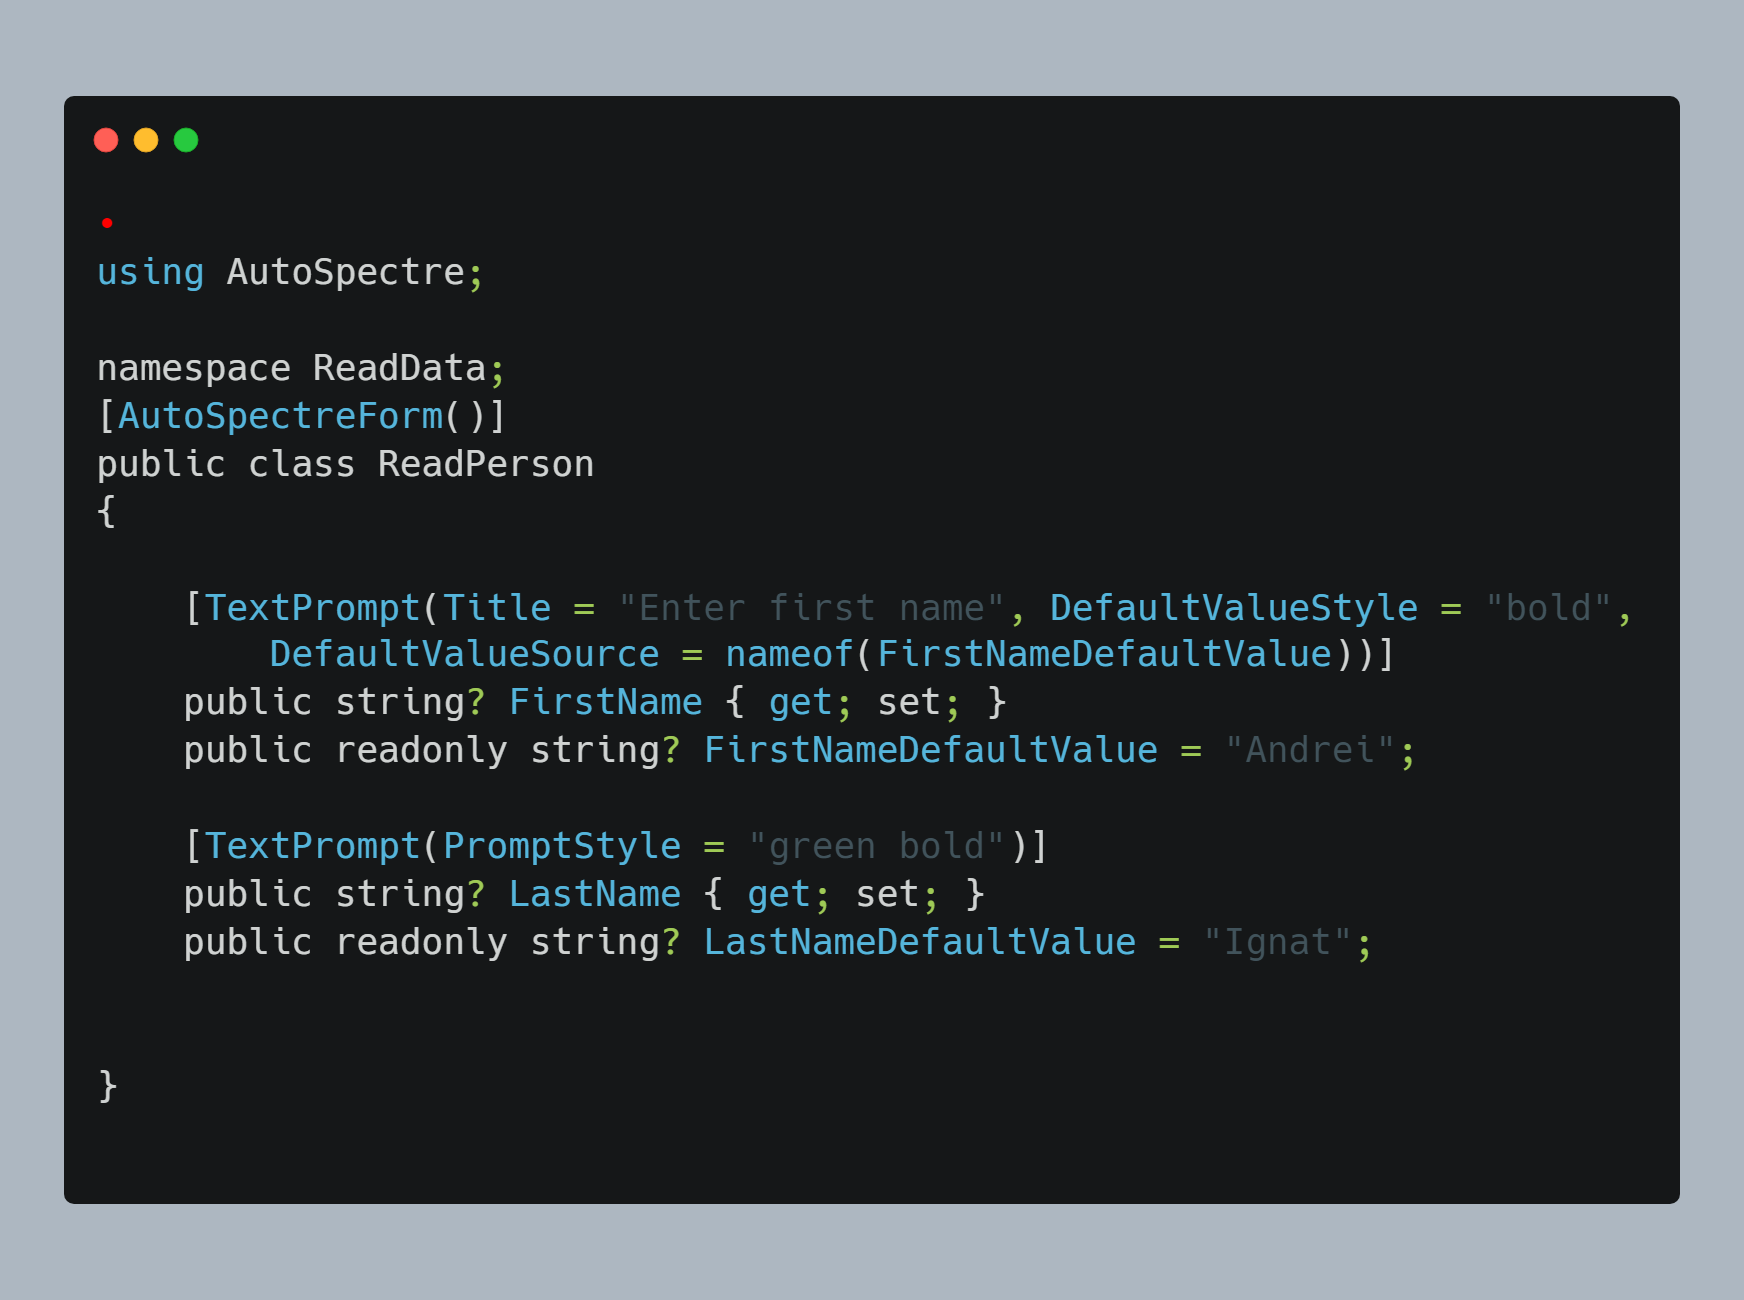 using AutoSpectre;
namespace ReadData;
[AutoSpectreForm()]
public class ReadPerson
{
[TextPrompt(Title = "Enter first name", DefaultValueStyle = "bold",
DefaultValueSource = nameof(FirstNameDefaultValue))]
public string? FirstName { get; set; }
public readonly string? FirstNameDefaultValue = "Andrei";
[TextPrompt(PromptStyle = "green bold")]
public string? LastName { get; set; }
public readonly string? LastNameDefaultValue = "Ignat";
}